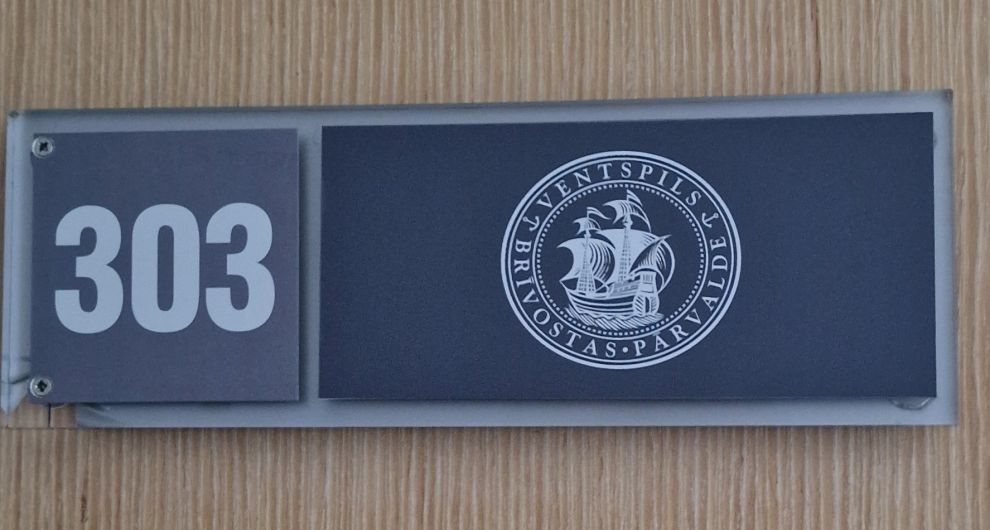 303
VENTSPILS
BRĪVOSTAS • PĀRVALDE